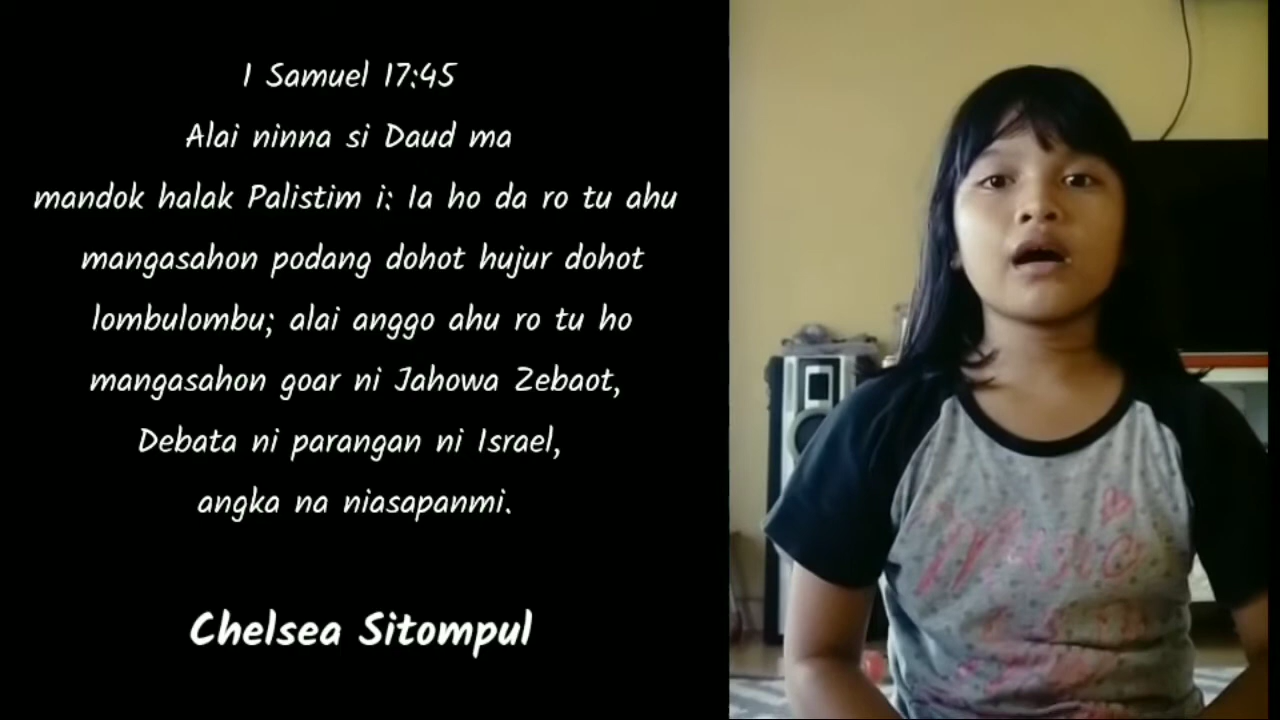 1 Samuel 17:45
Alai ninna si Daud ma
mandok halak Palistim i: Ia ho da ro tu ahu
mangasahon podang dohot hujur dohot
lombulombu; alai anggo ahu ro tu ho
mangasahon goar ni Jahowa Zebaot,
Debata ni parangan ni Israel,
angka na niasapanmi.
Chelsea Sitompul
Music